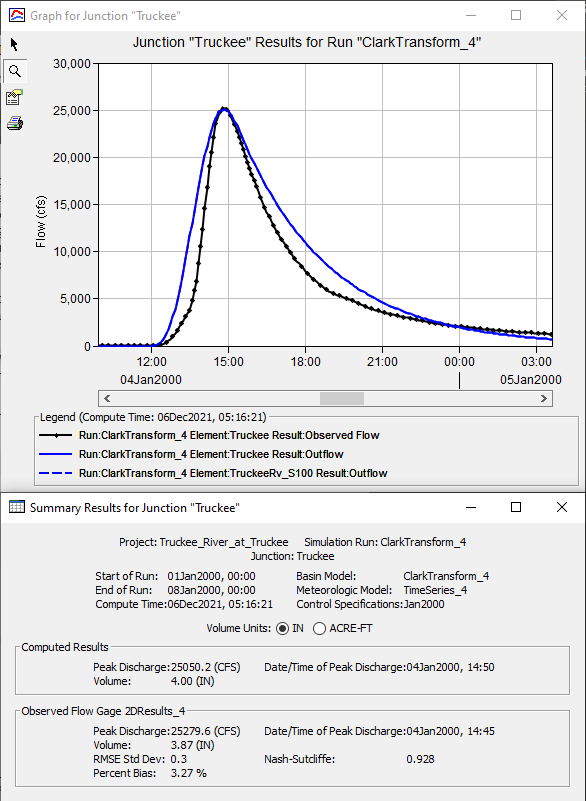 Graph for Junction "Truckee"
Junction "Truckee" Results for Run "ClarkTransform_4"
30,000
25,000
20,000
15,000
10,000
5,000
0
Flow (cfs)
12:00 15:00 18:00 21:00 00:00 03:00
04Jan2000 05Jan2000
Legend (Compute Time: 06Dec2021, 05:16:21)
Run:ClarkTransform_4 Element:Truckee Result:Observed Flow
Run:ClarkTransform_4 Element:Truckee Result:Outflow
Run:ClarkTransform_4 Element:TruckeeRv_S100 Result:Outflow
Summary Results for Junction "Truckee"
Project: Truckee_River_at_Truckee Simulation Run: ClarkTransform_4
Junction: Truckee
Start of Run: 01Jan2000, 00:00 Basin Model: ClarkTransform_4
End of Run: 08Jan2000, 00:00 Meteorologic Model: TimeSeries_4
Compute Time:06Dec2021, 05:16:21 Control Specifications:Jan2000
Volume Units: IN ACRE-FT
Computed Results
Peak Discharge:25050.2 (CFS) Date/Time of Peak Discharge:04Jan2000, 14:50
Volume: 4.00 (IN)
Observed Flow Gage 2DResults_4
Peak Discharge:25279.6 (CFS) Date/Time of Peak Discharge:04Jan2000, 14:45
Volume: 3.87 (IN)
RMSE Std Dev: 0.3 Nash-Sutcliffe: 0.928
Percent Bias: 3.27 %